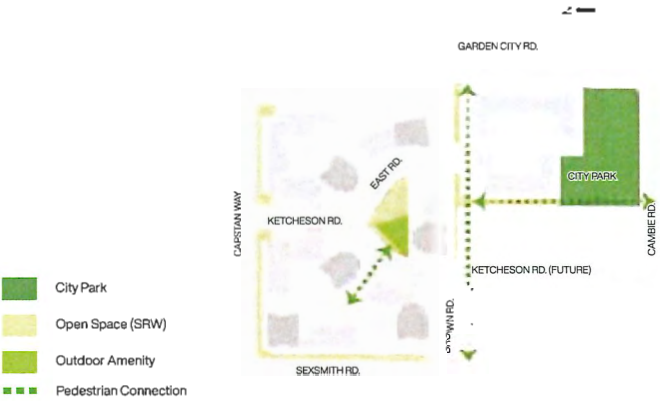 GARDEN CITY RD.
EAST RD.
CITY PARK
CAPSTAN WAY
KETCHESON RD.
CAMBIE RD.
KETCHESON RD. (FUTURE)
City Park
Open Space (SRW)
Outdoor Amenity
SEXSMITH RD.
Pedestrian Connection